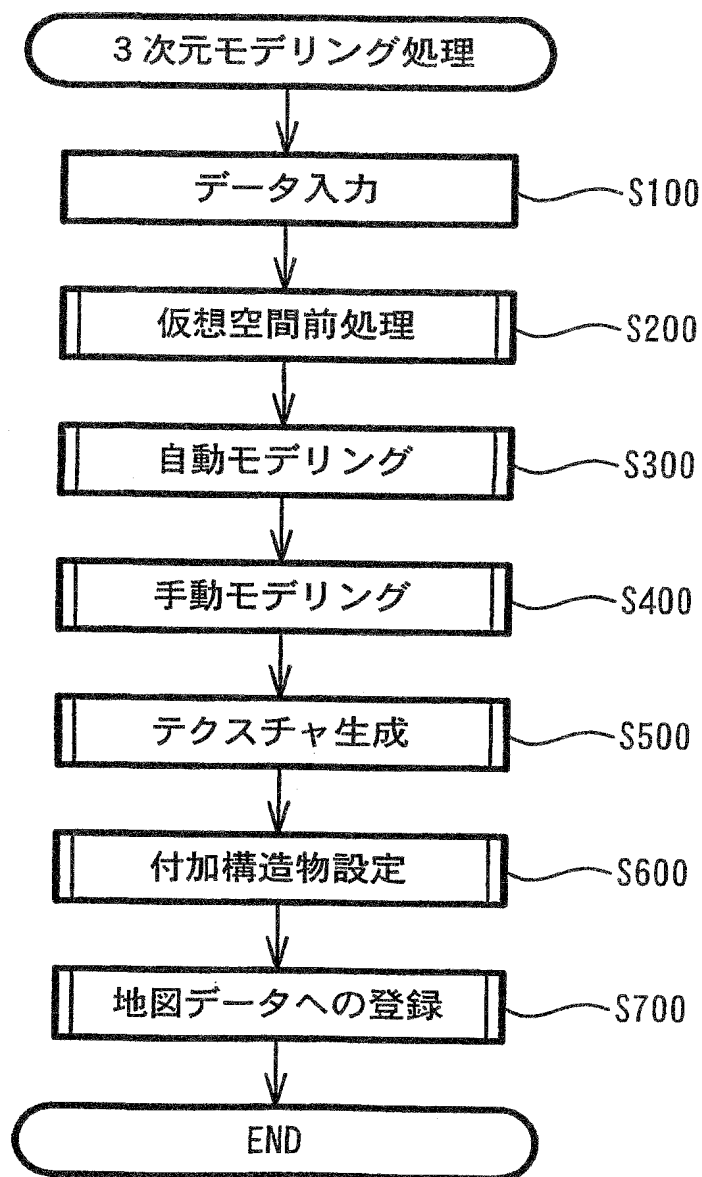 3次元モデリング処理
データ入力
S100
仮想空間前処理
S200
自動モデリング
S300
手動モデリング
S400
テクスチャ生成
S500
付加構造物設定
S600
地図データへの登録
S700
END